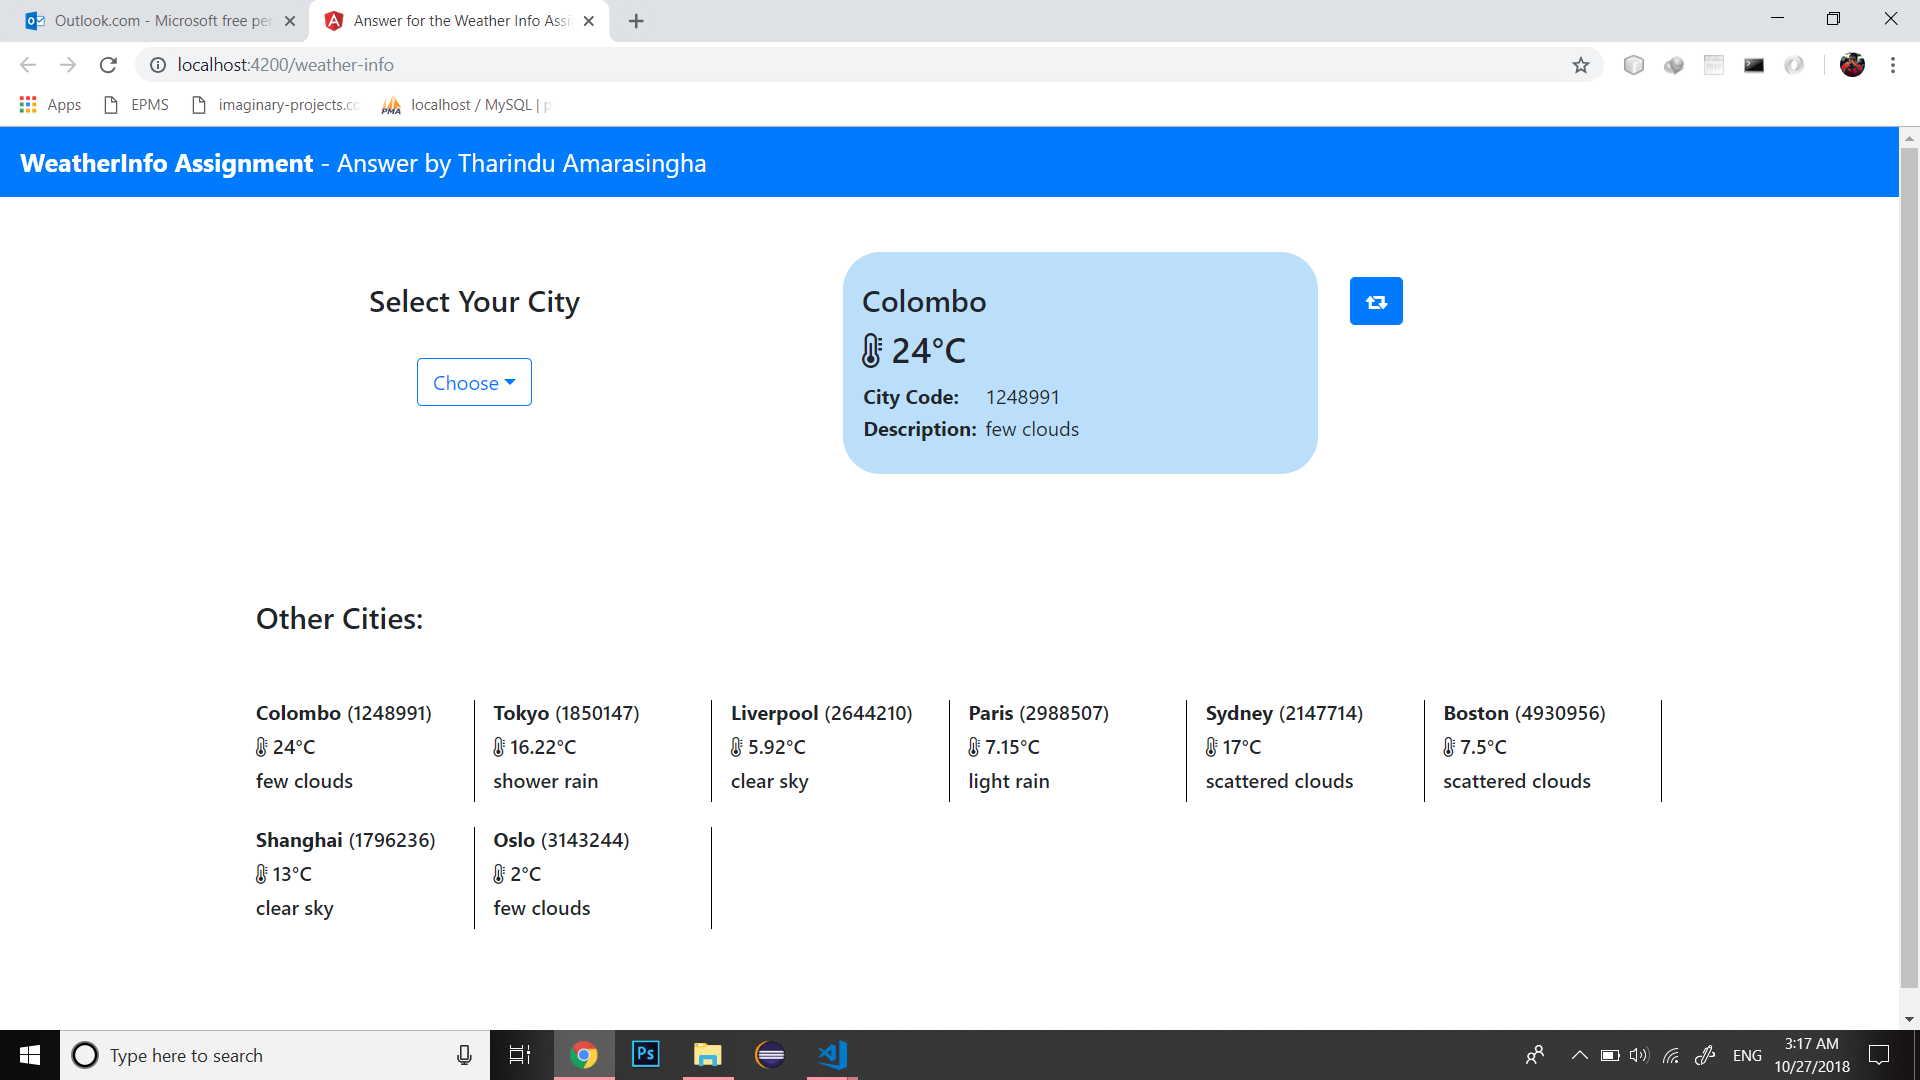 Outlook.com - Microsoft free per
Answer for the Weather Info Assi
localhost:4200/weather-info
Apps
EPMS
imaginary-projects.co
localhost / MySQL | p
WeatherInfo Assignment - Answer by Tharindu Amarasingha
Select Your City
Choose
Colombo
24°C
City Code: 1248991
Description: few clouds
Other Cities:
Colombo (1248991)
24°C
few clouds
Tokyo (1850147)
16.22°C
shower rain
Liverpool (2644210)
5.92°C
clear sky
Paris (2988507)
7.15°C
light rain
Sydney (2147714)
17°C
scattered clouds
Boston (4930956)
7.5°C
scattered clouds
Shanghai (1796236)
13°C
clear sky
Oslo (3143244)
2°C
few clouds
Type here to search
Ps
ENG
3:17 AM
10/27/2018